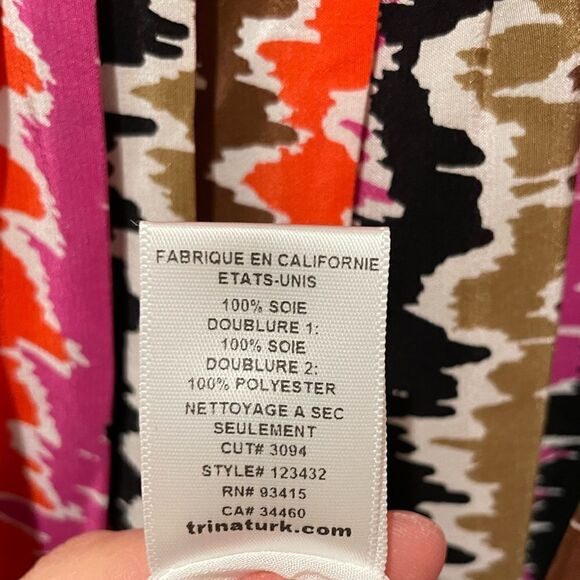 FABRIQUE EN CALIFORNIE
ETATS-UNIS
100% SOIE
DOUBLURE 1:
100% SOIE
DOUBLURE 2:
100% POLYESTER
NETTOYAGE A SEC
SEULEMENT
CUT# 3094
STYLE# 123432
RN# 93415
CA# 34460
trinaturk.com